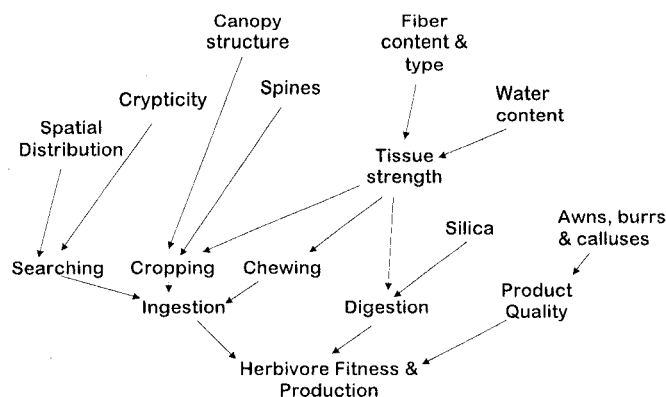 Canopy
structure
Fiber
content &
type
Crypticity
Spines
Water
content
Spatial
Distribution
Tissue
strength
Silica
Awns, burrs
& calluses
Searching
Cropping
Chewing
Ingestion
Digestion
Product
Quality
Herbivore Fitness &
Production